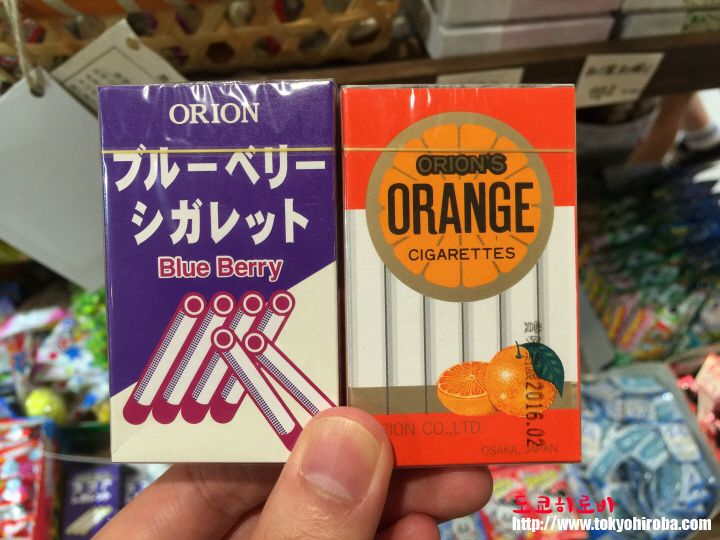 ORION
ブルーベリー
シガレット
Blue Berry
ORION'S
ORANGE
CIGARETTES
2016.02
RION CO.,LTD.
OSAKA, JAPAN
도쿄히로바
http://www.tokyohiroba.com